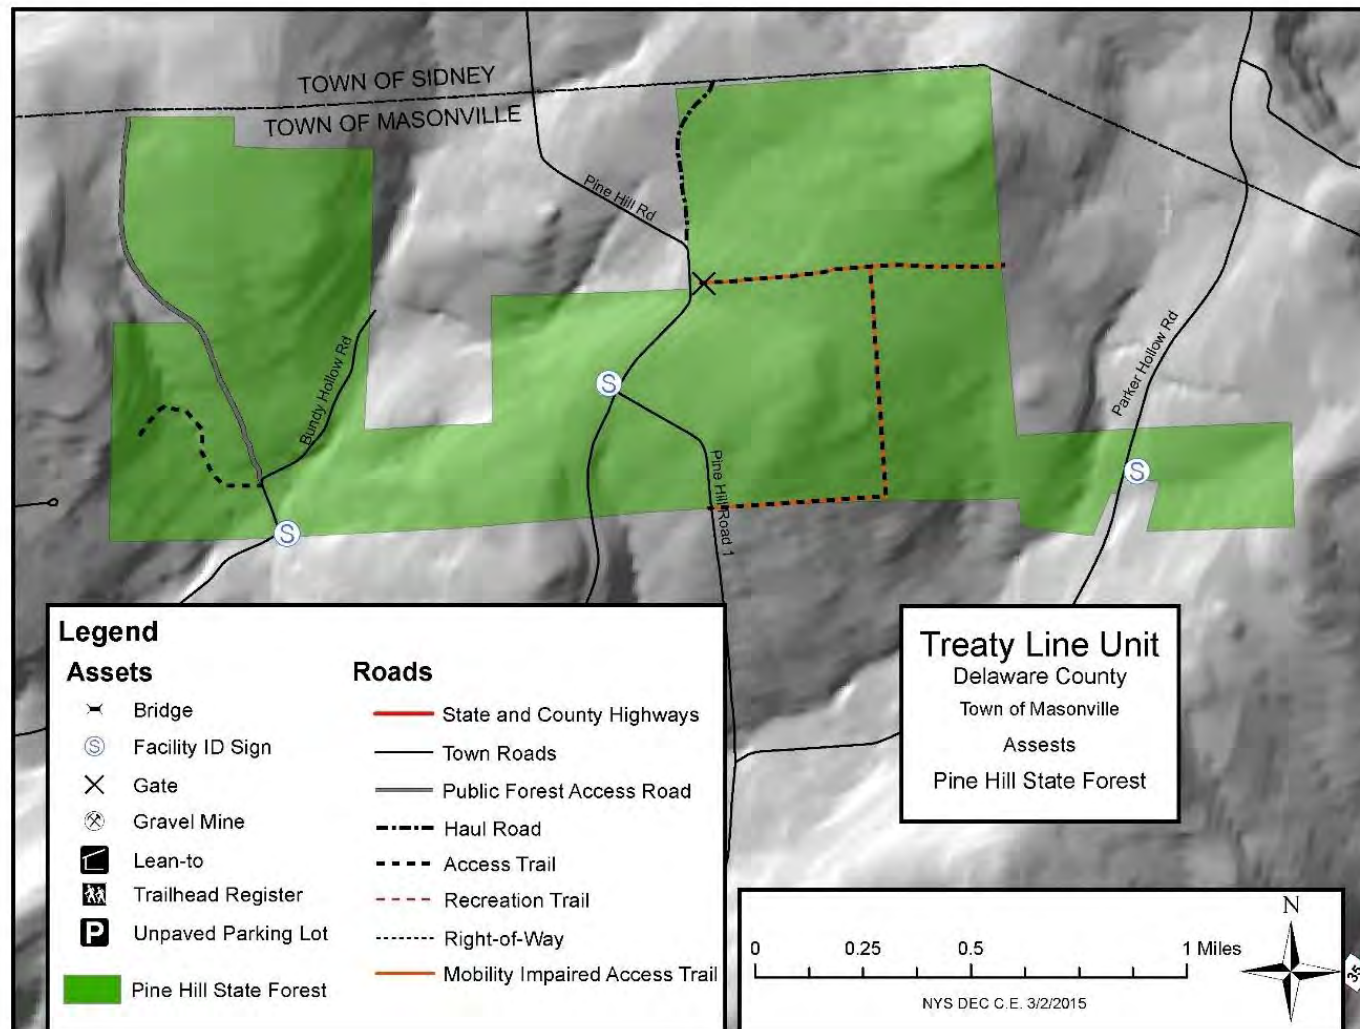 TOWN OF SIDNEY
TOWN OF MASONVILLE
Pine Hill Rd
Bundy Hollow Rd
Parker Hollow Rd
S
S
S
Pine Hill Road 1
Legend
Assets
Bridge
S Facility ID Sign
Gate
Gravel Mine
Lean-to
Trailhead Register
P Unpaved Parking Lot
Pine Hill State Forest
Roads
State and County Highways
Town Roads
Public Forest Access Road
Haul Road
Access Trail
Recreation Trail
Right-of-Way
Mobility Impaired Access Trail
Treaty Line Unit
Delaware County
Town of Masonville
Assests
Pine Hill State Forest
N
0 0.25 0.5 1 Miles
NYS DEC C.E. 3/2/2015
35